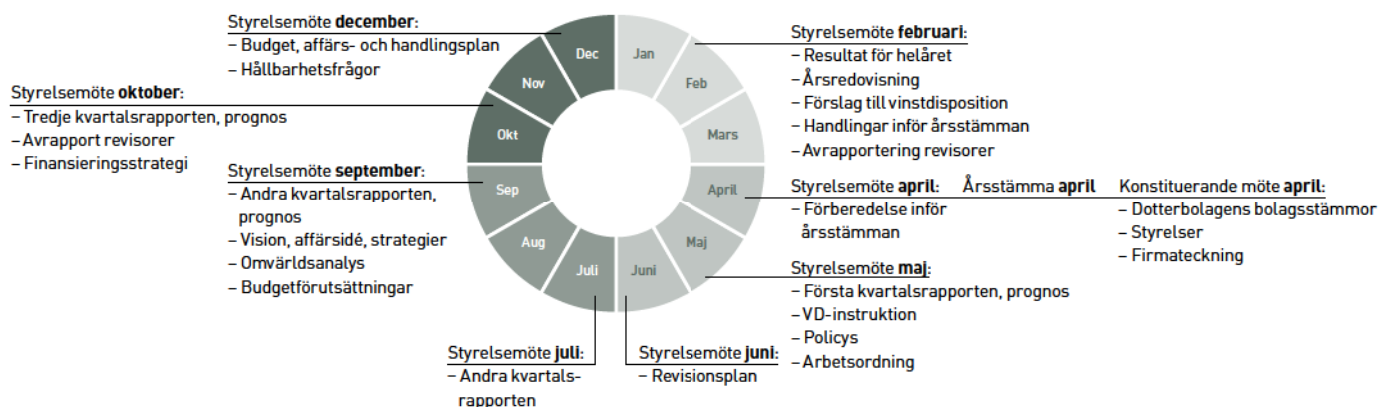 Styrelsemöte december:
– Budget, affärs- och handlingsplan
– Hållbarhetsfrågor
Styrelsemöte oktober:
– Tredje kvartalsrapporten, prognos
– Avrapport revisorer
– Finansieringsstrategi
Styrelsemöte september:
– Andra kvartalsrapporten,
prognos
– Vision, affärsidé, strategier
– Omvärldsanalys
– Budgetförutsättningar
Styrelsemöte juli:
– Andra kvartals-
rapporten
Styrelsemöte juni:
– Revisionsplan
Jan
Feb
Mars
April
Maj
Juni
Juli
Aug
Sep
Okt
Nov
Dec
Styrelsemöte februari:
– Resultat för helåret
– Årsredovisning
– Förslag till vinstdisposition
– Handlingar inför årsstämman
– Avrapportering revisorer
Styrelsemöte april:
– Förberedelse inför
årsstämman
Årsstämma april
Konstituerande möte april:
– Dotterbolagens bolagsstämmor
– Styrelser
– Firmateckning
Styrelsemöte maj:
– Första kvartalsrapporten, prognos
– VD-instruktion
– Policys
– Arbetsordning